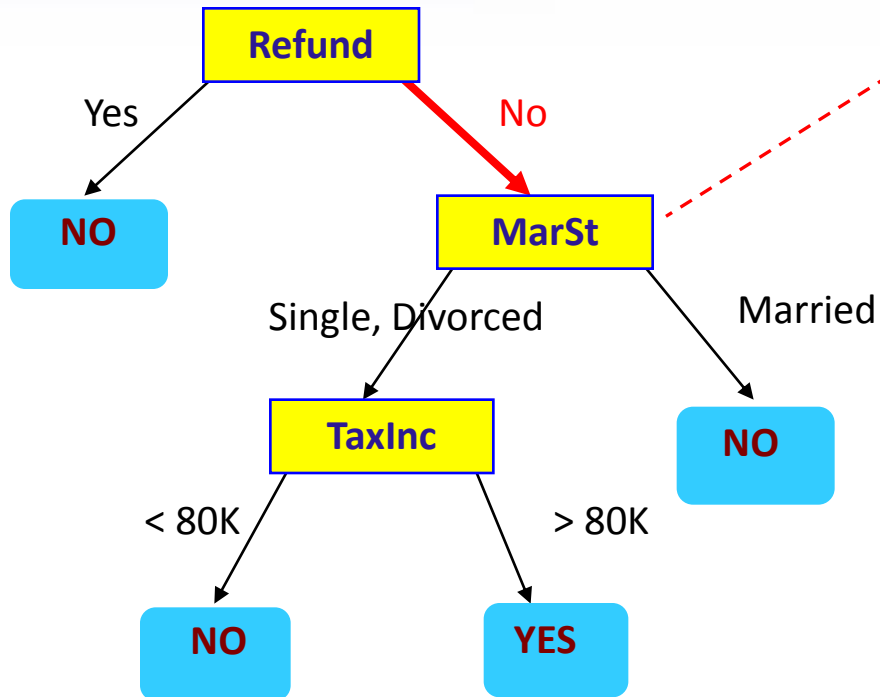 Refund
Yes
No
NO
MarSt
Single, Divorced
Married
TaxInc
NO
< 80K
> 80K
NO
YES